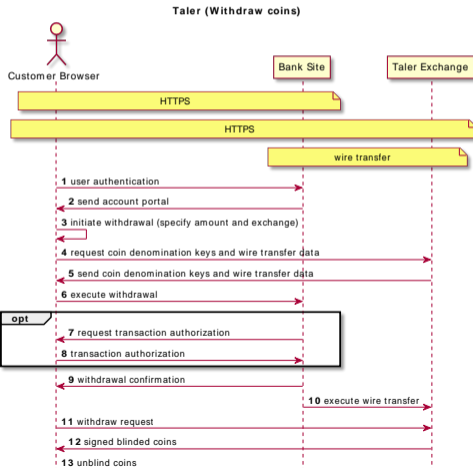 Taler (Withdraw coins)
Customer Browser
Bank Site
Taler Exchange
HTTPS
HTTPS
wire transfer
1 user authentication
2 send account portal
3 initiate withdrawal (specify amount and exchange)
4 request coin denomination keys and wire transfer data
5 send coin denomination keys and wire transfer data
6 execute withdrawal
opt
7 request transaction authorization
8 transaction authorization
9 withdrawal confirmation
10 execute wire transfer
11 withdraw request
12 signed blinded coins
13 unblind coins